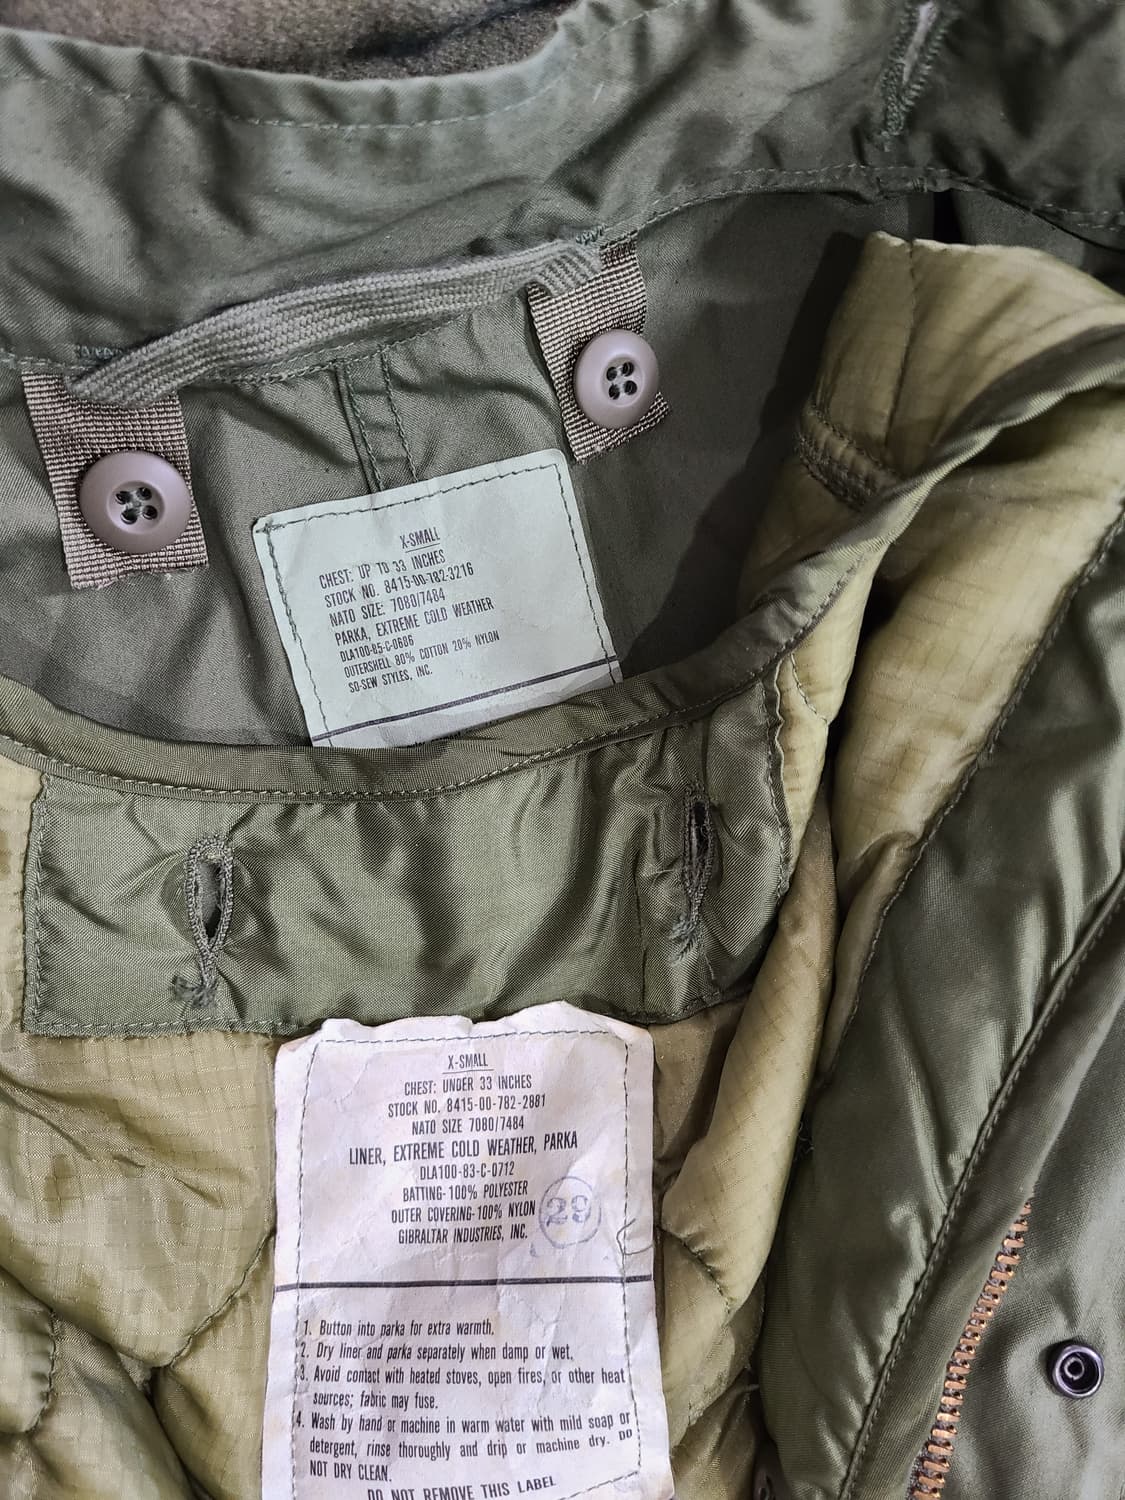 X-SMALL
CHEST: UP TO 33 INCHES
STOCK NO. 8415-00-782-3216
NATO SIZE: 7080/7484
PARKA, EXTREME COLD WEATHER
DLA100-85-C-0686
OUTERSHELL 80% COTTON 20% NYLON
SO-SEW STYLES, INC.
X-SMALL
CHEST: UNDER 33 INCHES
STOCK NO. 8415-00-782-2881
NATO SIZE 7080/7484
LINER, EXTREME COLD WEATHER, PARKA
DLA100-83-C-0712
BATTING-100% POLYESTER
OUTER COVERING-100% NYLON
GIBRALTAR INDUSTRIES, INC.
29
1. Button into parka for extra warmth.
2. Dry liner and parka separately when damp or wet.
3. Avoid contact with heated stoves, open fires, or other heat
sources; fabric may fuse.
4. Wash by hand or machine in warm water with mild soap or
detergent, rinse thoroughly and drip or machine dry. DO
NOT DRY CLEAN.
DO NOT REMOVE THIS LABEL